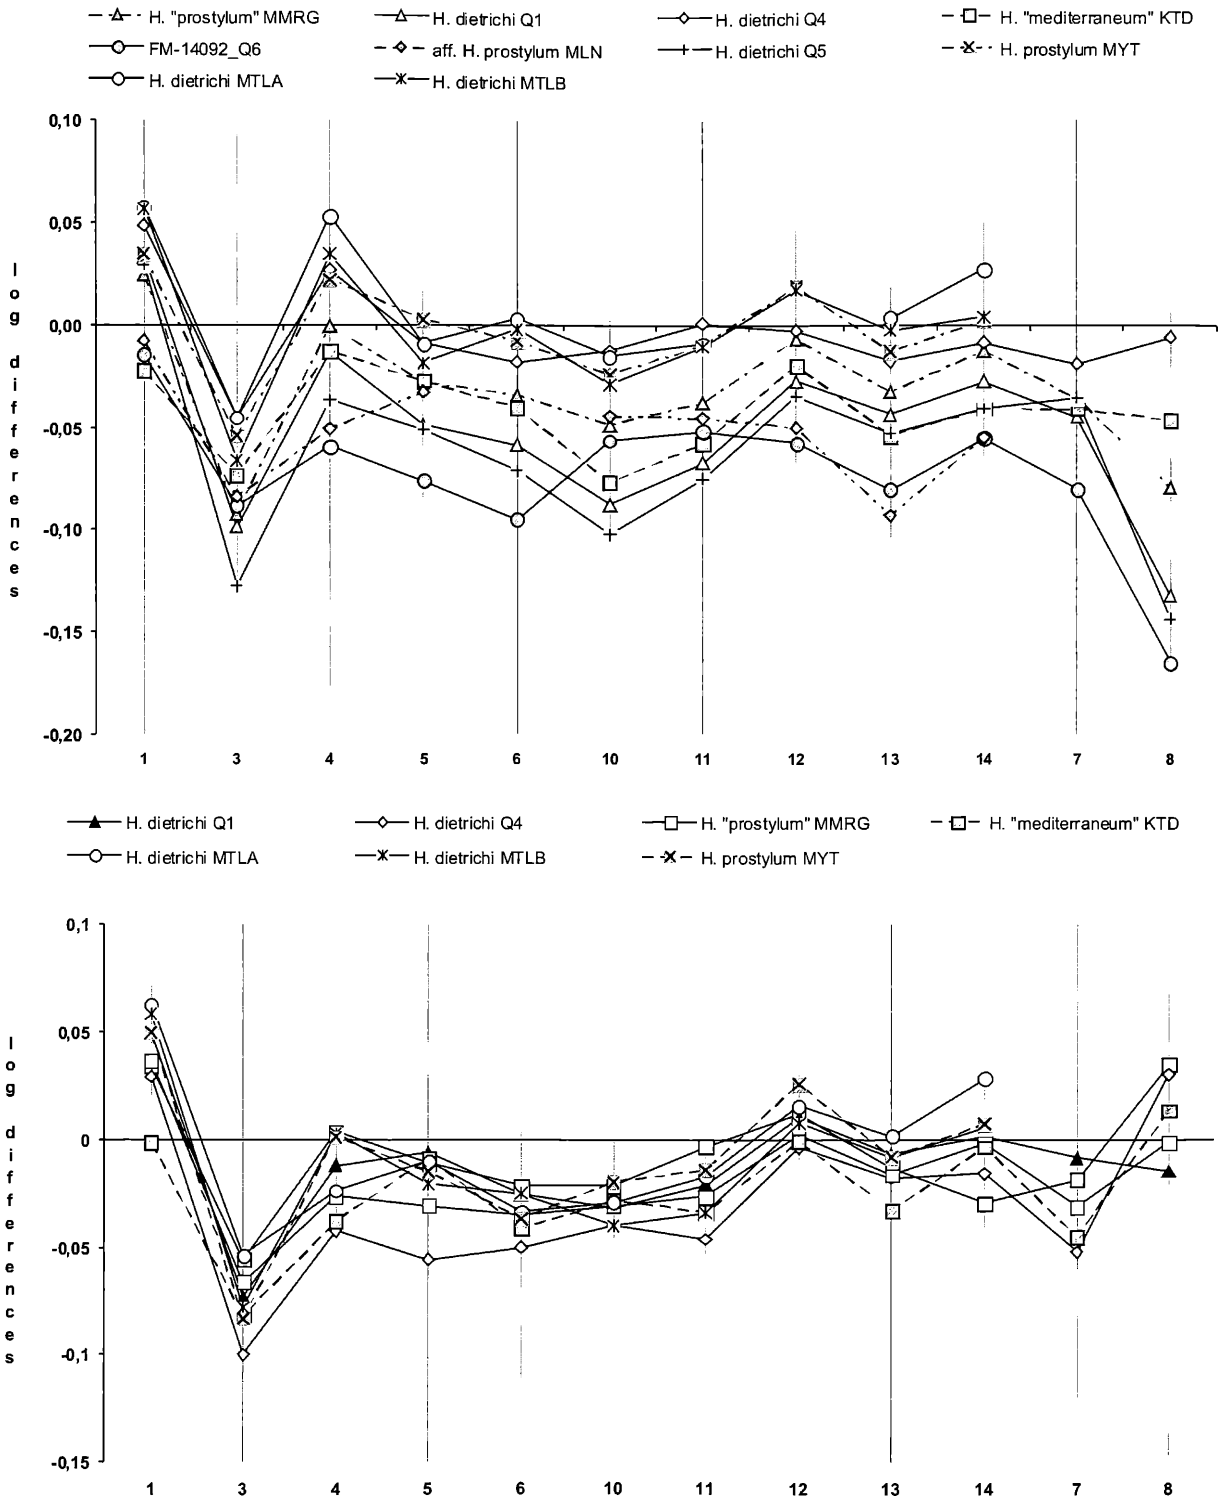 H. "prostylum" MMRG H. dietrichi Q1 H. dietrichi Q4 H. "mediterraneum" KTD
FM-14092_Q6 aff. H. prostylum MLN H. dietrichi Q5 H. prostylum MYT
H. dietrichi MTLA H. dietrichi MTLB
0,10
0,05
0,00
-0,05
-0,10
-0,15
-0,20
log differences
1 3 4 5 6 10 11 12 13 14 7 8
H. dietrichi Q1 H. dietrichi Q4 H. "prostylum" MMRG H. "mediterraneum" KTD
H. dietrichi MTLA H. dietrichi MTLB H. prostylum MYT
0,1
0,05
0
-0,05
-0,1
-0,15
log differences
1 3 4 5 6 10 11 12 13 14 7 8